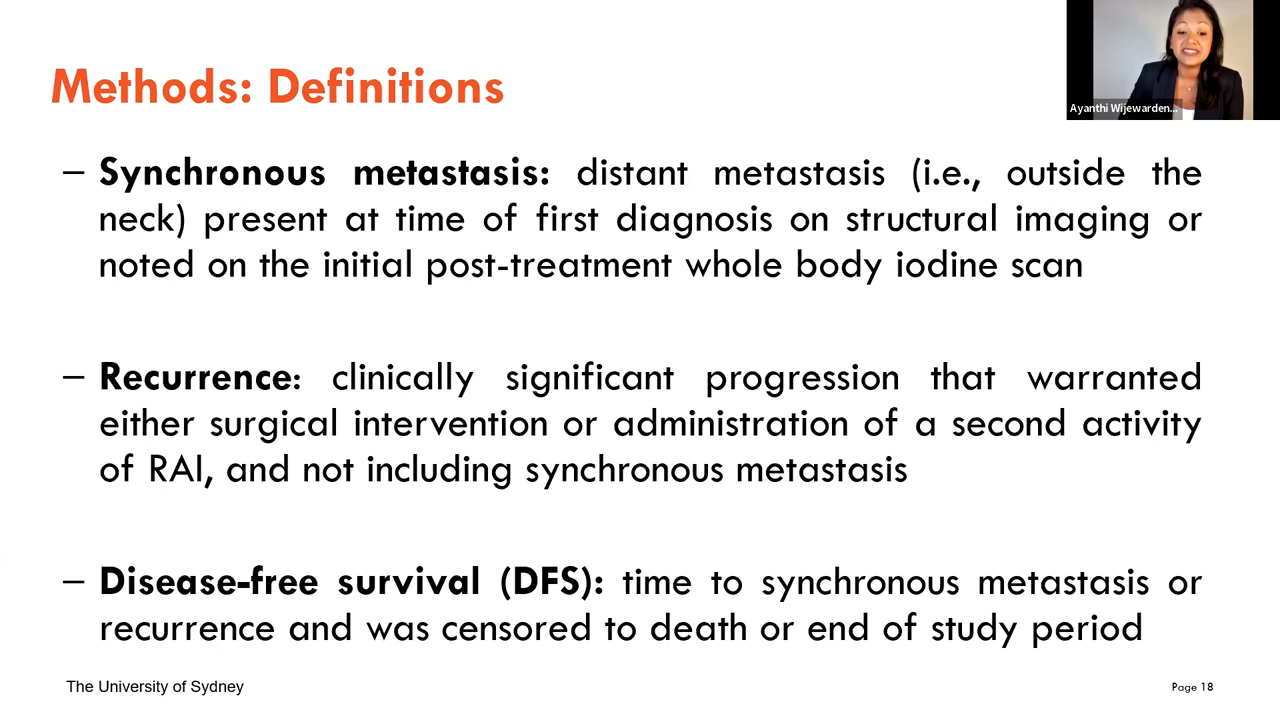 Methods: Definitions
Ayanthi Wijewarden...
– Synchronous metastasis: distant metastasis (i.e., outside the
neck) present at time of first diagnosis on structural imaging or
noted on the initial post-treatment whole body iodine scan
– Recurrence: clinically significant progression that warranted
either surgical intervention or administration of a second activity
of RAI, and not including synchronous metastasis
– Disease-free survival (DFS): time to synchronous metastasis or
recurrence and was censored to death or end of study period
The University of Sydney
Page 18